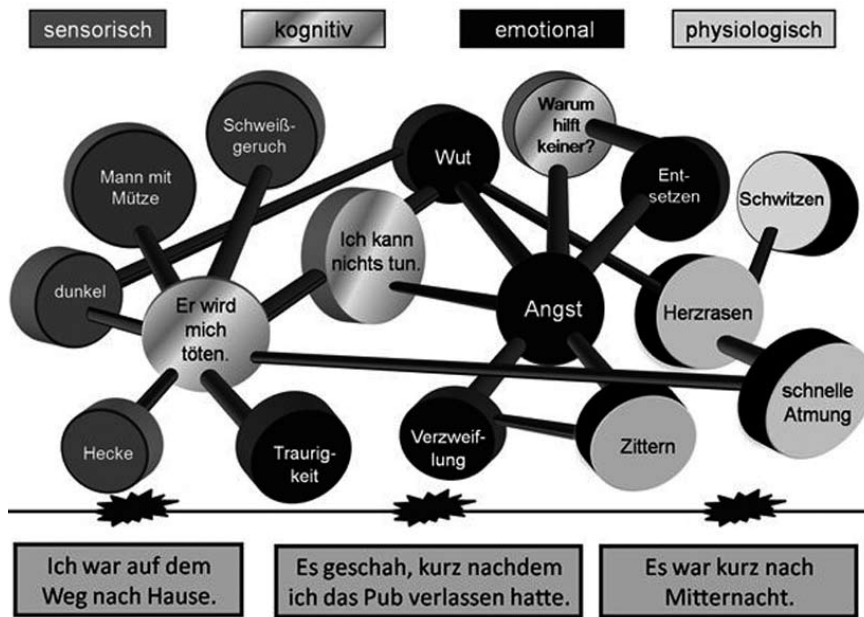 sensorisch
kognitiv
emotional
physiologisch
Schweiß-
geruch
Warum
hilft
keiner?
Wut
Ent-
setzen
Mann mit
Mütze
Schwitzen
Ich kann
nichts tun.
dunkel
Er wird
mich
töten.
Angst
Herzrasen
schnelle
Atmung
Hecke
Traurig-
keit
Verzweif-
lung
Zittern
Ich war auf dem
Weg nach Hause.
Es geschah, kurz nachdem
ich das Pub verlassen hatte.
Es war kurz nach
Mitternacht.